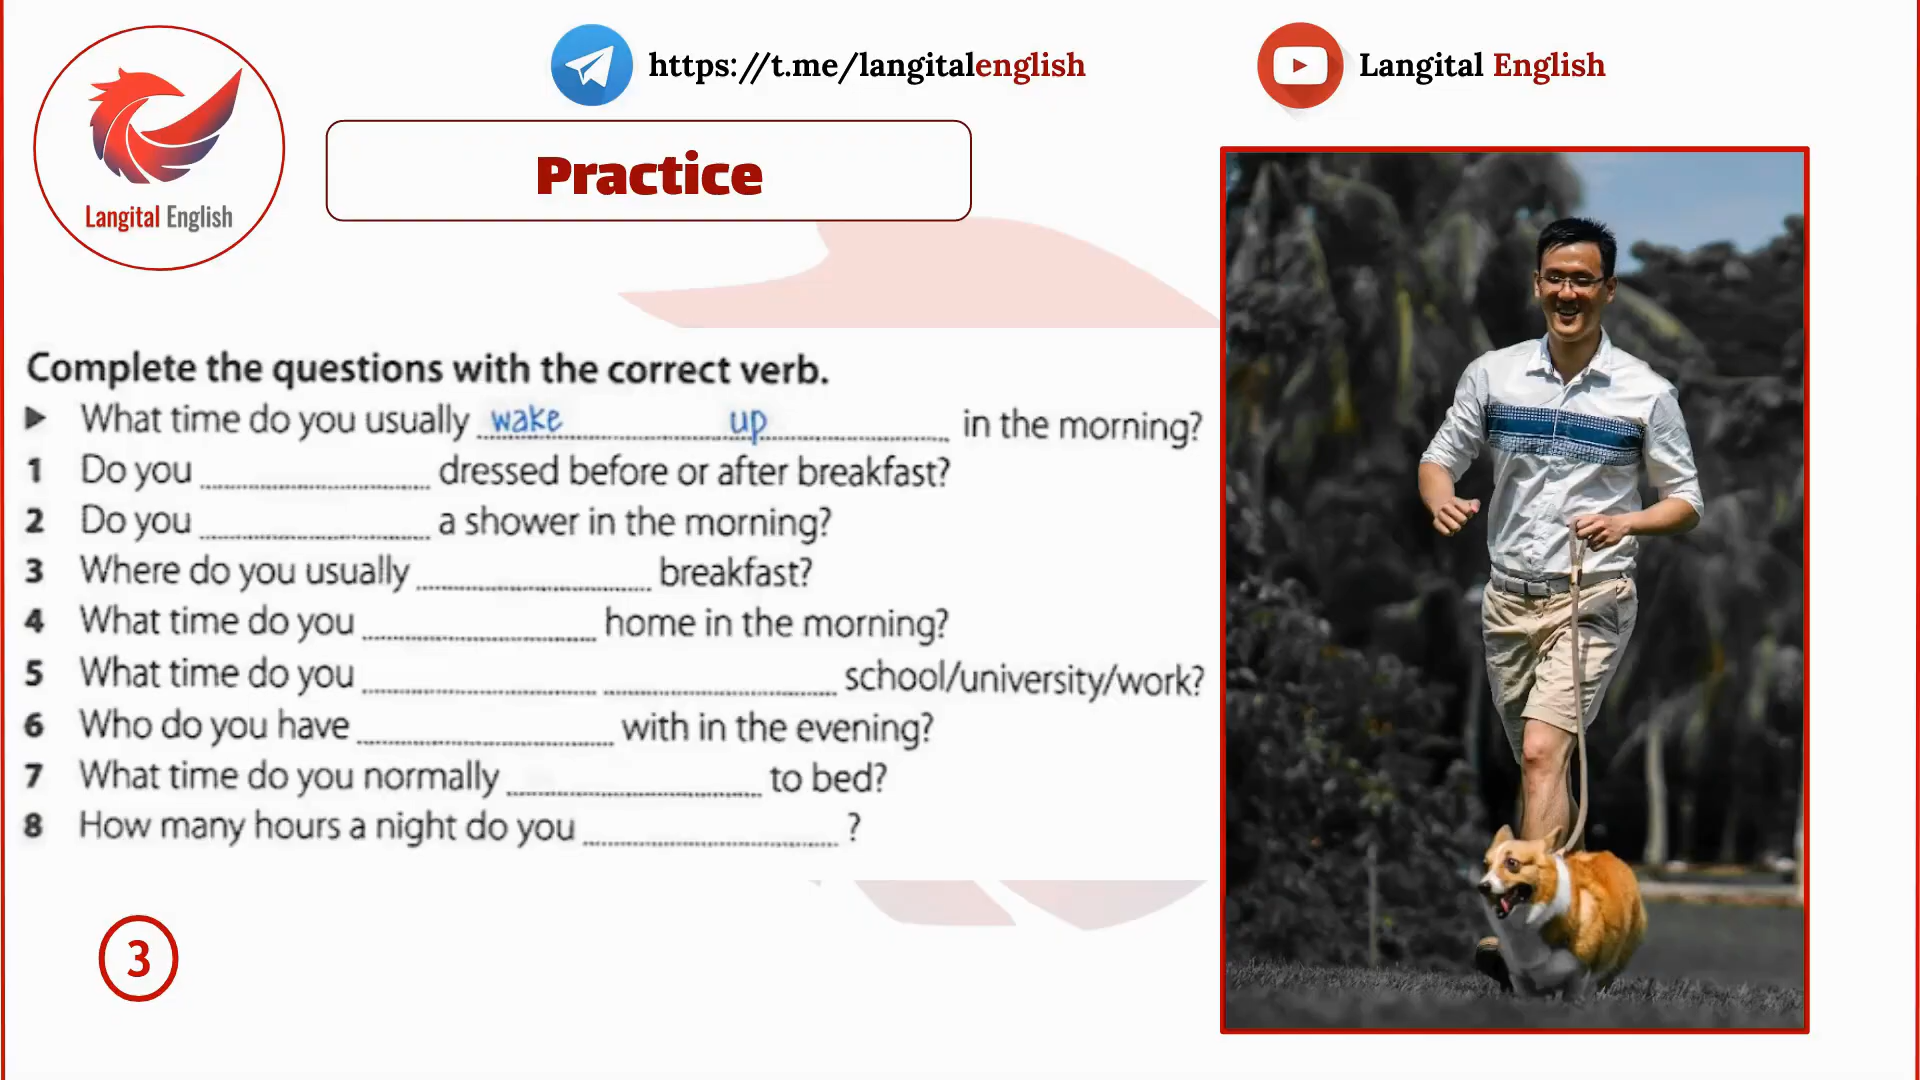 https://t.me/langitalenglish
Langital English
Langital English
Practice
Complete the questions with the correct verb.
► What time do you usually wake up in the morning?
1 Do you .................... dressed before or after breakfast?
2 Do you .................... a shower in the morning?
3 Where do you usually .................... breakfast?
4 What time do you .................... home in the morning?
5 What time do you .................... .................... school/university/work?
6 Who do you have .................... with in the evening?
7 What time do you normally .................... to bed?
8 How many hours a night do you .................... ?
3